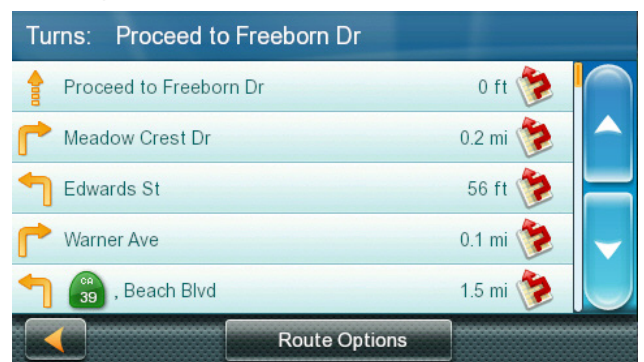 Turns: Proceed to Freeborn Dr
Proceed to Freeborn Dr 0 ft
Meadow Crest Dr 0.2 mi
Edwards St 56 ft
Warner Ave 0.1 mi
CA 39 , Beach Blvd 1.5 mi
Route Options